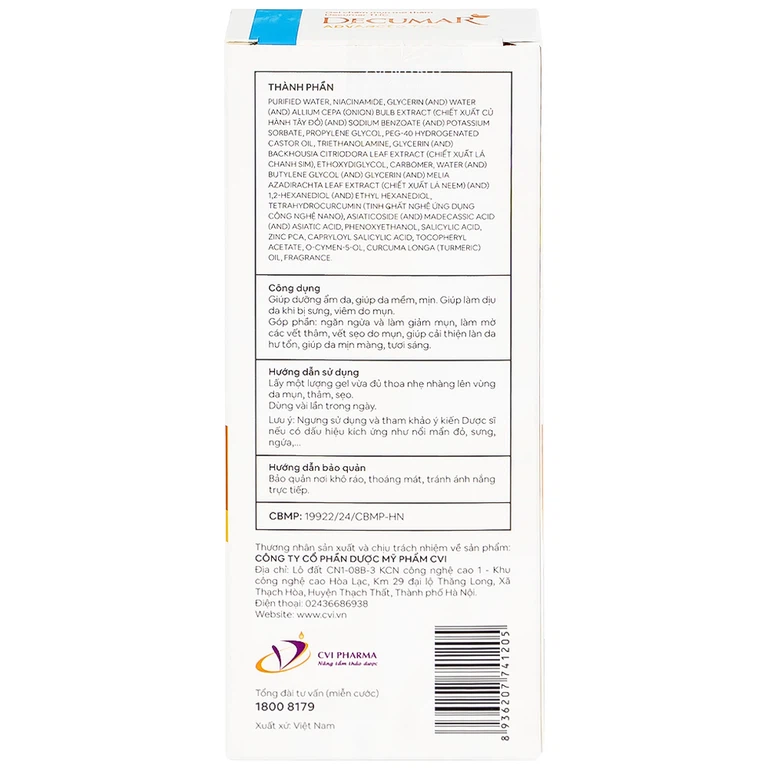 DECUMAR
THÀNH PHẦN
PURIFIED WATER, NIACINAMIDE, GLYCERIN (AND) WATER
(AND) ALLIUM CEPA (ONION) BULB EXTRACT (CHIẾT XUẤT CỦ
HÀNH TÂY ĐỎ) (AND) SODIUM BENZOATE (AND) POTASSIUM
SORBATE, PROPYLENE GLYCOL, PEG-40 HYDROGENATED
CASTOR OIL, TRIETHANOLAMINE, GLYCERIN (AND)
BACKHOUSIA CITRIODORA LEAF EXTRACT (CHIẾT XUẤT LÁ
CHANH SIM), ETHOXYDIGLYCOL, CARBOMER, WATER (AND)
BUTYLENE GLYCOL (AND) GLYCERIN (AND) MELIA
AZADIRACHTA LEAF EXTRACT (CHIẾT XUẤT LÁ NEEM) (AND)
1,2-HEXANEDIOL (AND) ETHYL HEXANEDIOL,
TETRAHYDROCURCUMIN (TINH CHẤT NGHỆ ỨNG DỤNG
CÔNG NGHỆ NANO), ASIATICOSIDE (AND) MADECASSIC ACID
(AND) ASIATIC ACID, PHENOXYETHANOL, SALICYLIC ACID,
ZINC PCA, CAPRYLOYL SALICYLIC ACID, TOCOPHERYL
ACETATE, O-CYMEN-5-OL, CURCUMA LONGA (TURMERIC)
OIL, FRAGRANCE.
Công dụng
Giúp dưỡng ẩm da, giúp da mềm, mịn. Giúp làm dịu
da khi bị sưng, viêm do mụn.
Góp phần: ngăn ngừa và làm giảm mụn, làm mờ
các vết thâm, vết sẹo do mụn, giúp cải thiện làn da
hư tổn, giúp da mịn màng, tươi sáng.
Hướng dẫn sử dụng
Lấy một lượng gel vừa đủ thoa nhẹ nhàng lên vùng
da mụn, thâm, sẹo.
Dùng vài lần trong ngày.
Lưu ý: Ngưng sử dụng và tham khảo ý kiến Dược sĩ
nếu có dấu hiệu kích ứng như nổi mẩn đỏ, sưng,
ngứa,...
Hướng dẫn bảo quản
Bảo quản nơi khô ráo, thoáng mát, tránh ánh nắng
trực tiếp.
CBMP: 19922/24/CBMP-HN
Thương nhân sản xuất và chịu trách nhiệm về sản phẩm:
CÔNG TY CỔ PHẦN DƯỢC MỸ PHẨM CVI
Địa chỉ: Lô đất CN1-08B-3 KCN công nghệ cao 1 - Khu
công nghệ cao Hòa Lạc, Km 29 đại lộ Thăng Long, Xã
Thạch Hòa, Huyện Thạch Thất, Thành phố Hà Nội.
Điện thoại: 02436686938
Website: www.cvi.vn
CVI PHARMA
Nâng tầm thảo dược
Tổng đài tư vấn (miễn cước)
1800 8179
Xuất xứ: Việt Nam
8 936207 741205